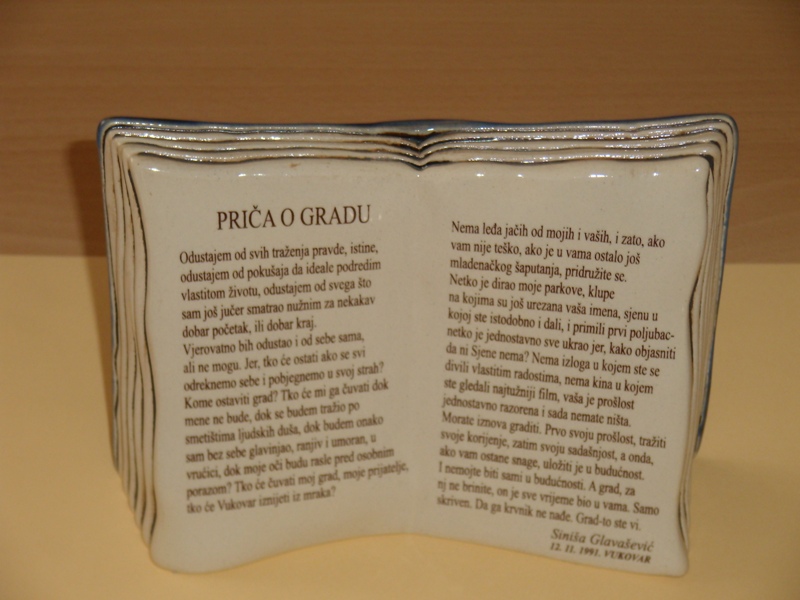 PRIČA O GRADU
Odustajem od svih traženja pravde, istine,
odustajem od pokušaja da ideale podredim
vlastitom životu, odustajem od svega što
sam još jučer smatrao nužnim za nekakav
dobar početak, ili dobar kraj.
Vjerovatno bih odustao i od sebe sama,
ali ne mogu. Jer, tko će ostati ako se svi
odreknemo sebe i pobjegnemo u svoj strah?
Kome ostaviti grad? Tko će mi ga čuvati dok
mene ne bude, dok se budem tražio po
smetištima ljudskih duša, dok budem onako
sam bez sebe glavinjao, ranjiv i umoran, u
vrućici, dok moje oči budu rasle pred osobnim
porazom? Tko će čuvati moj grad, moje prijatelje,
tko će Vukovar iznijeti iz mraka?
Nema leđa jačih od mojih i vaših, i zato, ako
vam nije teško, ako je u vama ostalo još
mladenačkog šaputanja, pridružite se.
Netko je dirao moje parkove, klupe
na kojima su još urezana vaša imena, sjenu u
kojoj ste istodobno i dali, i primili prvi poljubac-
netko je jednostavno sve ukrao jer, kako objasniti
da ni Sjene nema? Nema izloga u kojem ste se
divili vlastitim radostima, nema kina u kojem
ste gledali najtužniji film, vaša je prošlost
jednostavno razorena i sada nemate ništa.
Morate iznova graditi. Prvo svoju prošlost, tražiti
svoje korijenje, zatim svoju sadašnjost, a onda,
ako vam ostane snage, uložiti je u budućnost.
I nemojte biti sami u budućnosti. A grad, za
nj ne brinite, on je sve vrijeme bio u vama. Samo
skriven. Da ga krvnik ne nađe. Grad-to ste vi.
Siniša Glavašević
12. 11. 1991. VUKOVAR